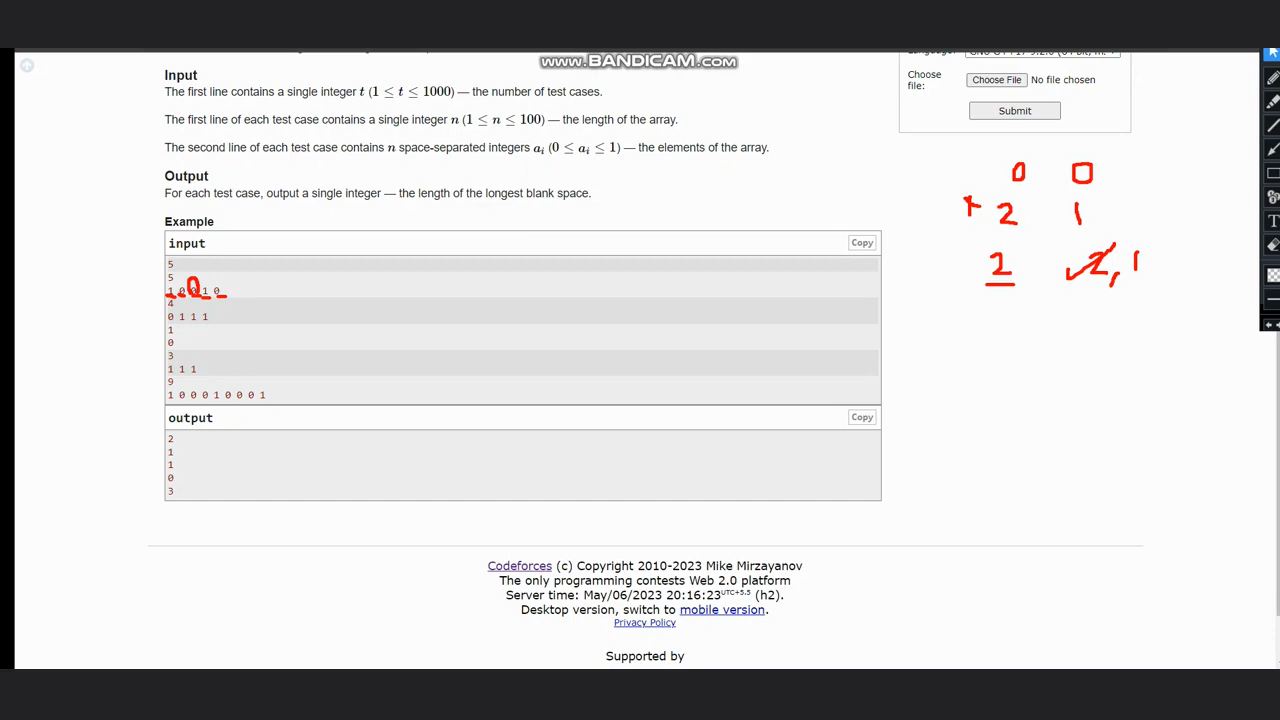 www.BANDICAM.com
Input
The first line contains a single integer t (1 ≤ t ≤ 1000) — the number of test cases.
The first line of each test case contains a single integer n (1 ≤ n ≤ 100) — the length of the array.
The second line of each test case contains n space-separated integers aᵢ (0 ≤ aᵢ ≤ 1) — the elements of the array.
Output
For each test case, output a single integer — the length of the longest blank space.
Example
input
Copy
5
5
1 0 0 1 0
4
0 1 1 1
1
0
3
1 1 1
9
1 0 0 0 1 0 0 0 1
output
Copy
2
1
1
0
3
Choose file:
Choose File No file chosen
Submit
0 0
2 1
2 2, 1
Codeforces (c) Copyright 2010-2023 Mike Mirzayanov
The only programming contests Web 2.0 platform
Server time: May/06/2023 20:16:23UTC+5.5 (h2).
Desktop version, switch to mobile version.
Privacy Policy
Supported by